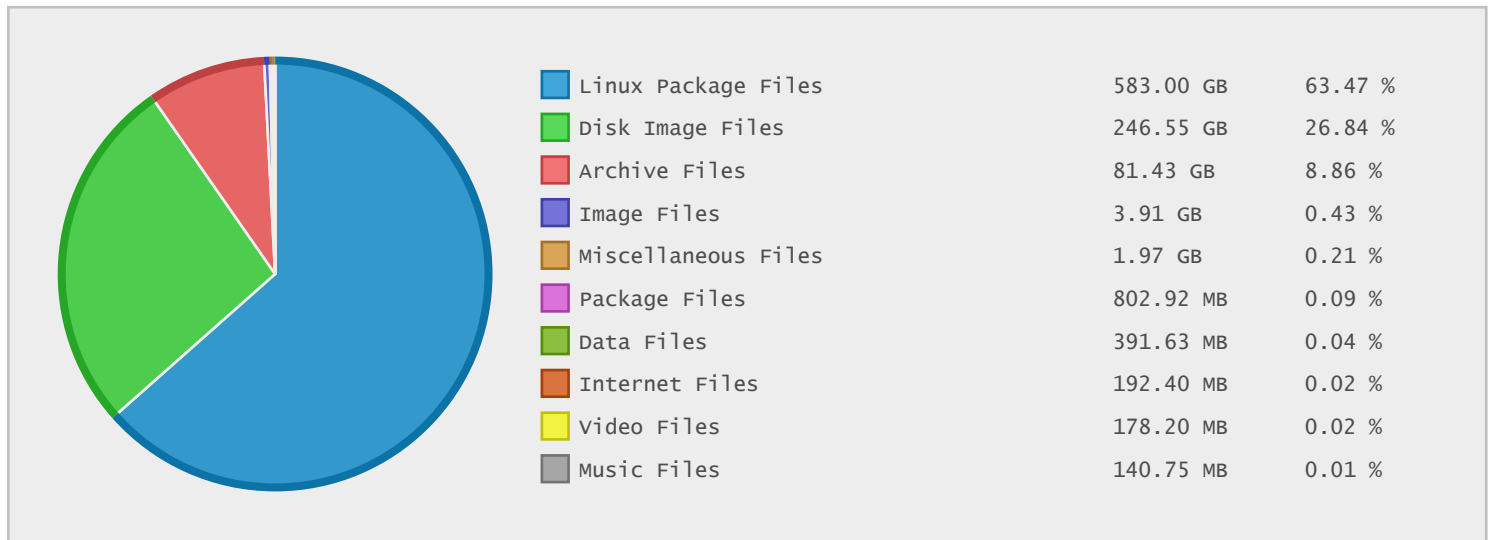 Linux Package Files 583.00 GB 63.47 %
Disk Image Files 246.55 GB 26.84 %
Archive Files 81.43 GB 8.86 %
Image Files 3.91 GB 0.43 %
Miscellaneous Files 1.97 GB 0.21 %
Package Files 802.92 MB 0.09 %
Data Files 391.63 MB 0.04 %
Internet Files 192.40 MB 0.02 %
Video Files 178.20 MB 0.02 %
Music Files 140.75 MB 0.01 %